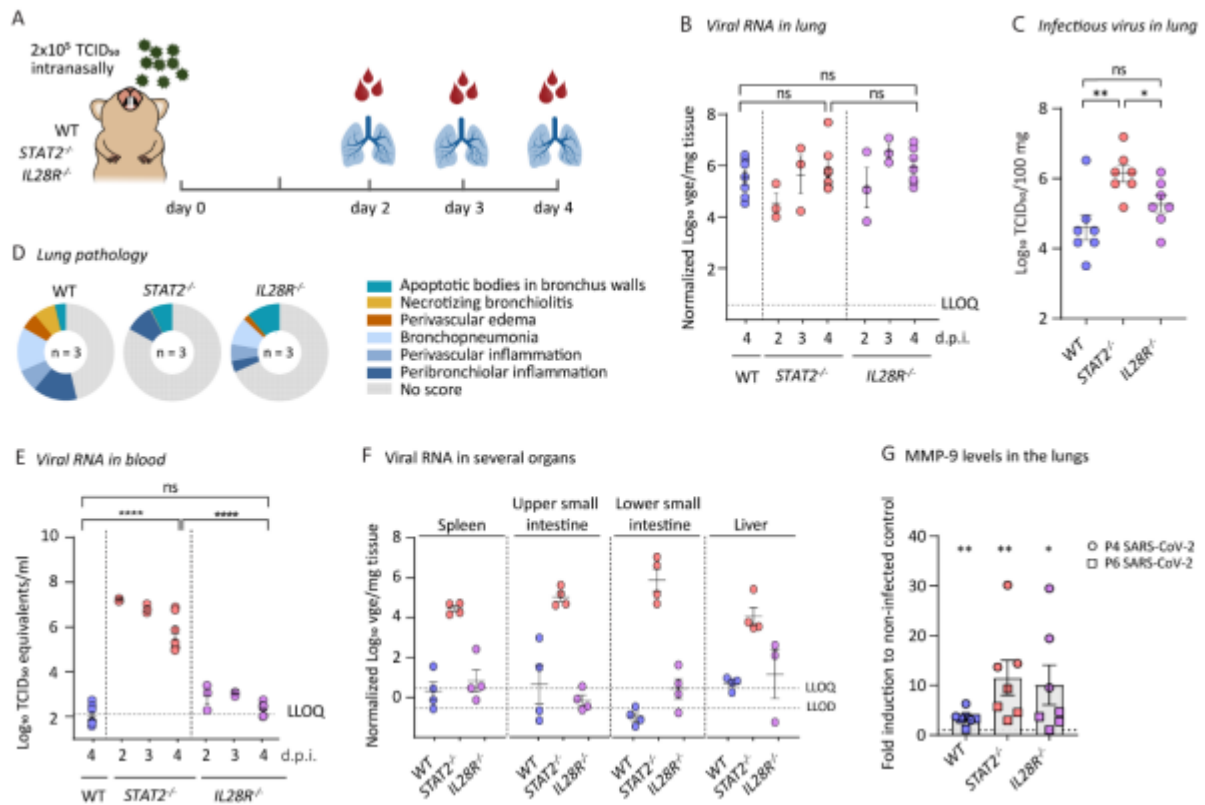 A
2x10⁵ TCID₅₀
intranasally
WT
STAT2-/-
IL28R-/-
day 0
day 2
day 3
day 4
B Viral RNA in lung
ns
ns
ns
Normalized Log₁₀ vge/mg tissue
8
6
4
2
LLOQ
4 2 3 4 2 3 4 d.p.i.
WT STAT2-/- IL28R-/-
C Infectious virus in lung
ns
** *
Log₁₀ TCID₅₀/100 mg
8
6
4
2
WT STAT2-/- IL28R-/-
D Lung pathology
WT STAT2-/- IL28R-/-
n = 3 n = 3 n = 3
Apoptotic bodies in bronchus walls
Necrotizing bronchiolitis
Perivascular edema
Bronchopneumonia
Perivascular inflammation
Peribronchiolar inflammation
No score
E Viral RNA in blood
ns
**** ****
Log₁₀ TCID₅₀ equivalents/ml
10
8
6
4
2
LLOQ
4 2 3 4 2 3 4 d.p.i.
WT STAT2-/- IL28R-/-
F Viral RNA in several organs
Spleen
Upper small
intestine
Lower small
intestine
Liver
Normalized Log₁₀ vge/mg tissue
8
6
4
2
0
LLOQ
LLOD
WT STAT2-/- IL28R-/- WT STAT2-/- IL28R-/- WT STAT2-/- IL28R-/- WT STAT2-/- IL28R-/-
G MMP-9 levels in the lungs
Fold induction to non-infected control
40
30
20
10
0
** ** *
P4 SARS-CoV-2
P6 SARS-CoV-2
WT STAT2-/- IL28R-/-